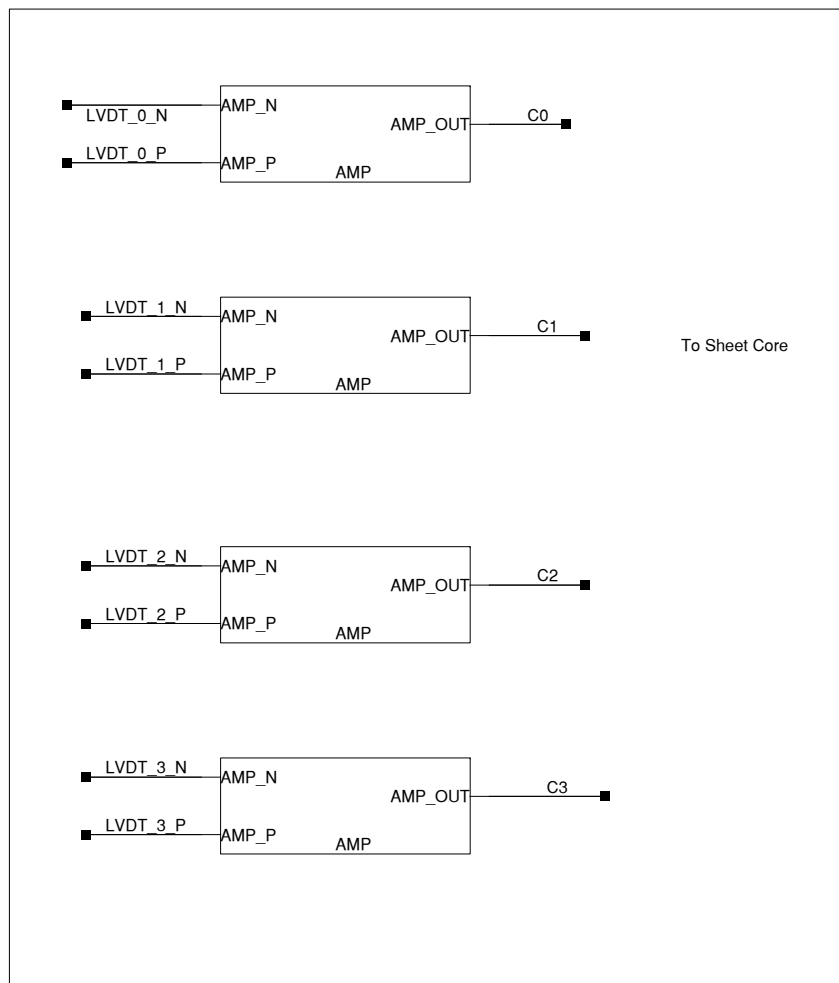 AMP_N
LVDT_0_N
AMP_OUT
C0
LVDT_0_P
AMP_P
AMP
LVDT_1_N
AMP_N
AMP_OUT
C1
To Sheet Core
LVDT_1_P
AMP_P
AMP
LVDT_2_N
AMP_N
AMP_OUT
C2
LVDT_2_P
AMP_P
AMP
LVDT_3_N
AMP_N
AMP_OUT
C3
LVDT_3_P
AMP_P
AMP